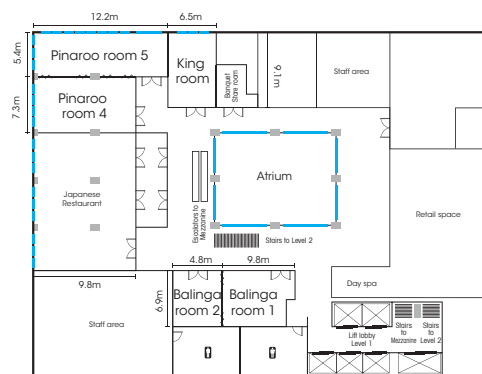 12.2m
6.5m
5.4m
Pinaroo room 5
King
room
Banquet
Store room
9.1m
Staff area
7.3m
Pinaroo
room 4
Japanese
Restaurant
Escalators to
Mezzanine
Atrium
Retail space
Stairs to Level 2
9.8m
4.8m
9.8m
Day spa
6.9m
Balinga
room 2
Balinga
room 1
Staff area
Lift lobby
Level 1
Stairs
to
Mezzanine
Stairs
to
Level 2